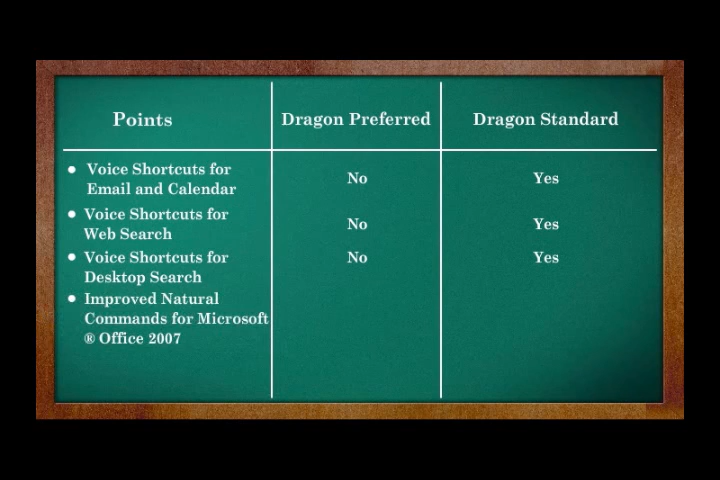 Points Dragon Preferred Dragon Standard
● Voice Shortcuts for
Email and Calendar No Yes
● Voice Shortcuts for
Web Search No Yes
● Voice Shortcuts for No Yes
Desktop Search
● Improved Natural
Commands for Microsoft
® Office 2007